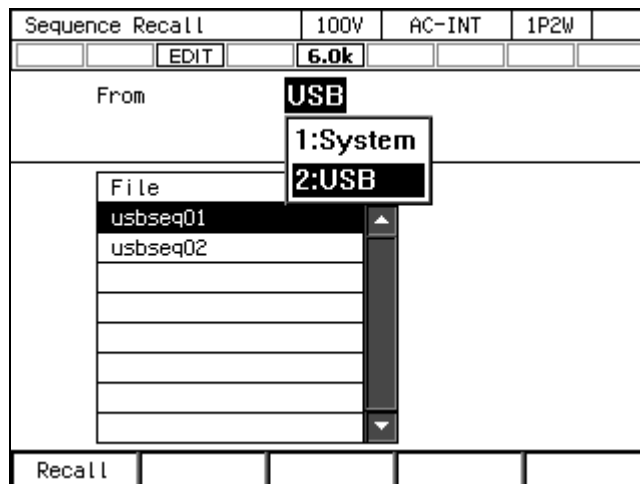 Sequence Recall 100V AC-INT 1P2W
EDIT 6.0k
From USB
1:System
2:USB
File
usbseq01
usbseq02
Recall